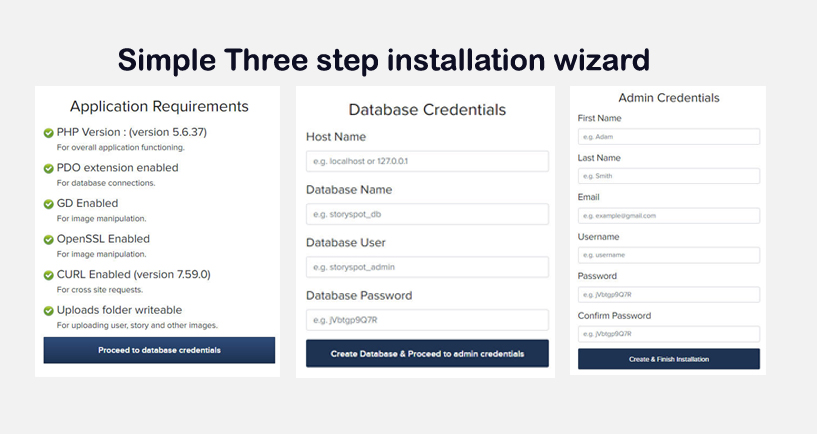 Simple Three step installation wizard
Application Requirements
PHP Version : (version 5.6.37)
For overall application functioning.
PDO extension enabled
For database connections.
GD Enabled
For image manipulation.
OpenSSL Enabled
For image manipulation.
CURL Enabled (version 7.59.0)
For cross site requests.
Uploads folder writeable
For uploading user, story and other images.
Proceed to database credentials
Database Credentials
Host Name
e.g. localhost or 127.0.0.1
Database Name
e.g. storyspot_db
Database User
e.g. storyspot_admin
Database Password
e.g. jVbtgp9Q7R
Create Database & Proceed to admin credentials
Admin Credentials
First Name
e.g. Adam
Last Name
e.g. Smith
Email
e.g. example@gmail.com
Username
e.g. username
Password
e.g. jVbtgp9Q7R
Confirm Password
e.g. jVbtgp9Q7R
Create & Finish Installation